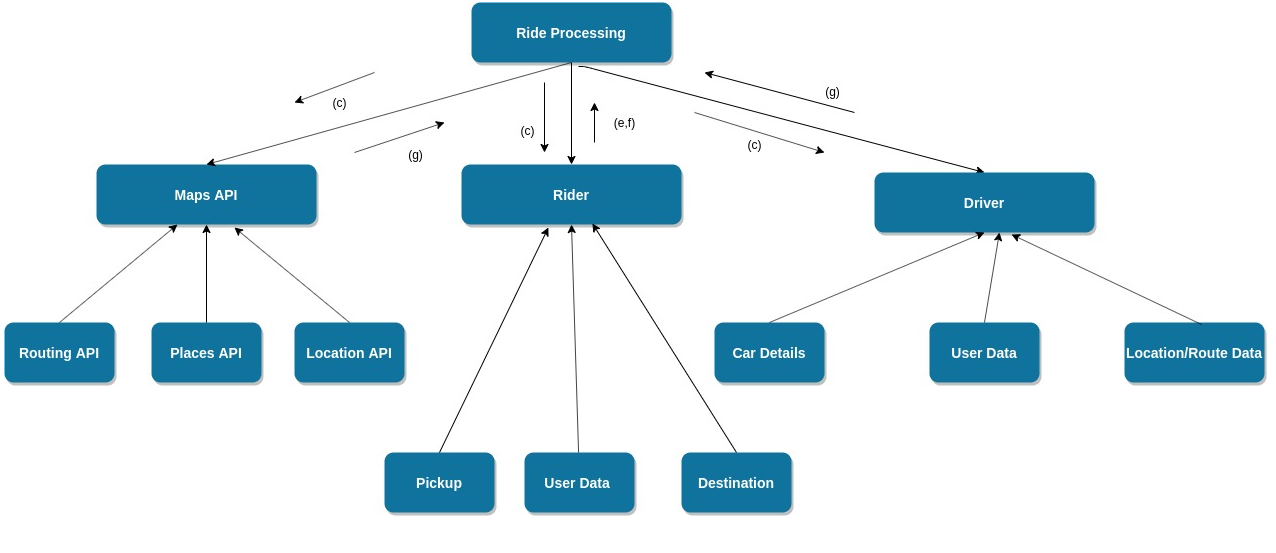 Ride Processing
(c)
(g)
(c)
(e,f)
(g)
(c)
Maps API
Rider
Driver
Routing API
Places API
Location API
Car Details
User Data
Location/Route Data
Pickup
User Data
Destination